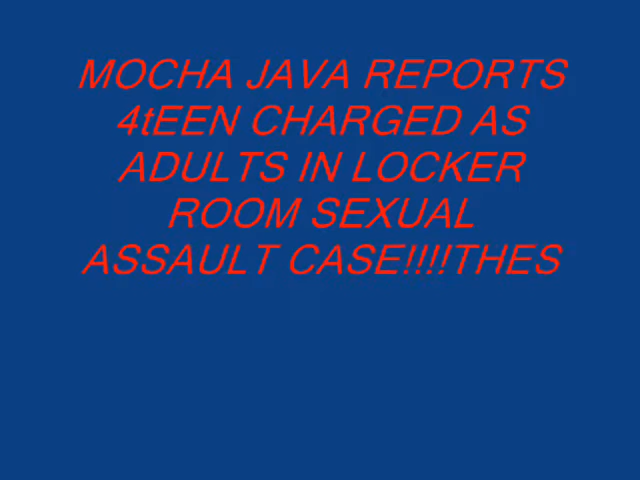 MOCHA JAVA REPORTS
4tEEN CHARGED AS
ADULTS IN LOCKER
ROOM SEXUAL
ASSAULT CASE!!!!THES